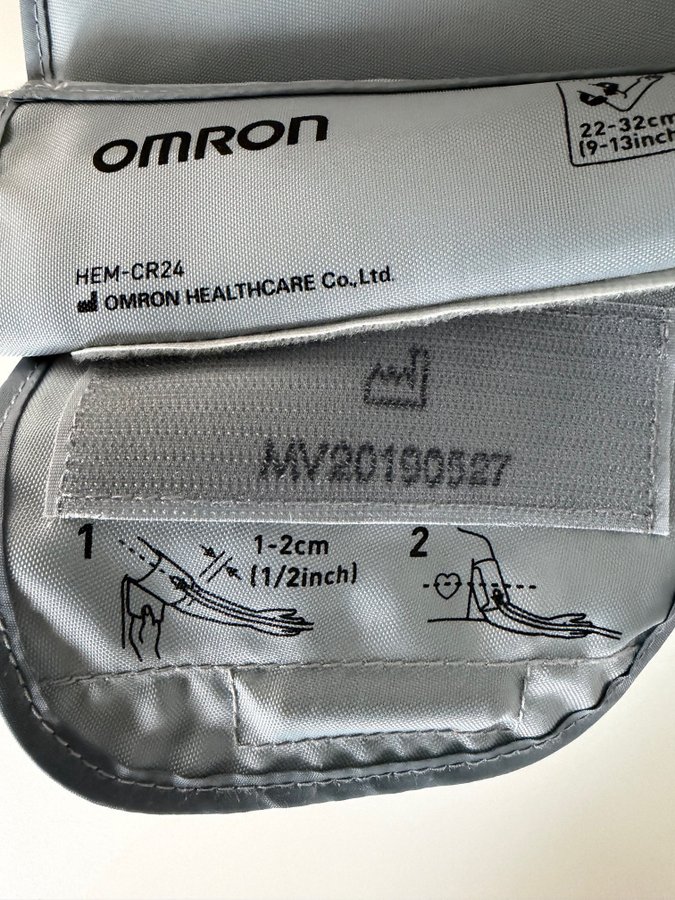 OMRON
22-32cm
(9-13inch
HEM-CR24
OMRON HEALTHCARE Co.,Ltd.
MV20190527
1
1-2cm
(1/2inch)
2